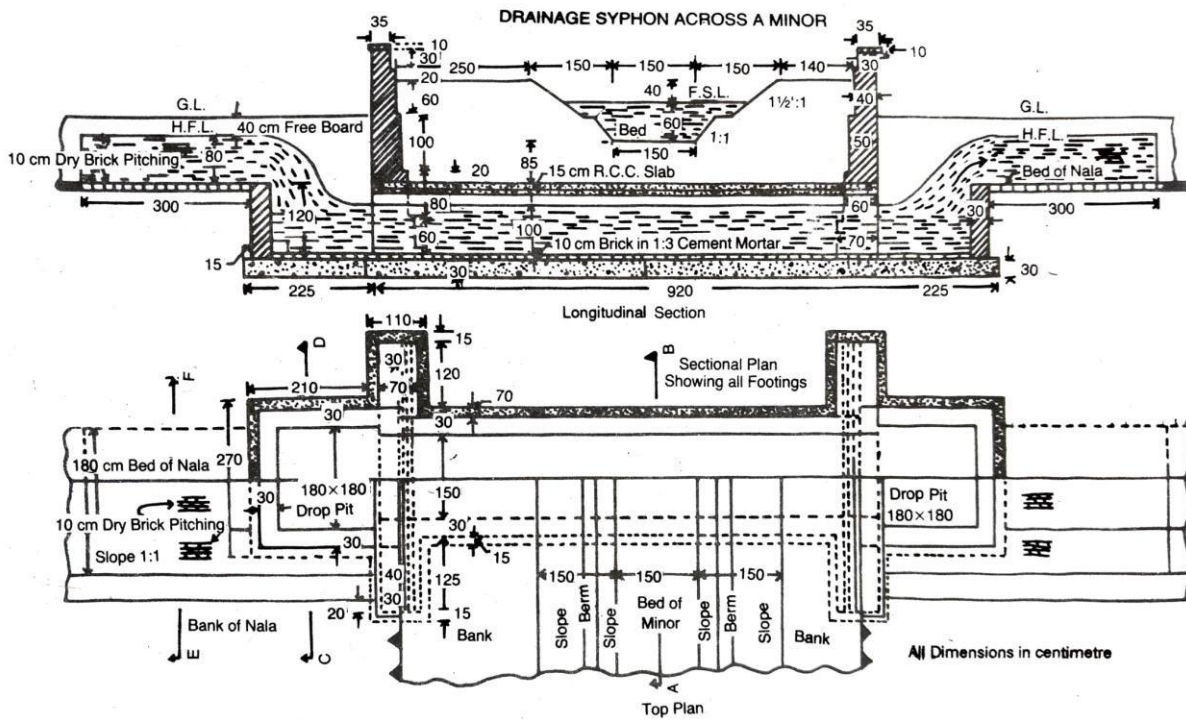 DRAINAGE SYPHON ACROSS A MINOR
35
10
30
250
150
150
150
140
35
10
30
20
60
100
40
F.S.L.
1½':1
40
G.L.
H.F.L.
40 cm Free Board
10 cm Dry Brick Pitching
80
Bed
60
1:1
150
50
G.L.
H.F.L.
Bed of Nala
85
20
15 cm R.C.C. Slab
300
120
80
60
100
10 cm Brick in 1:3 Cement Mortar
60
70
30
300
15
30
30
225
920
225
Longitudinal Section
110
15
D
30
120
B
Sectional Plan
Showing all Footings
F
210
70
70
30
30
180 cm Bed of Nala
270
180×180
Drop Pit
30
150
Drop Pit
180×180
10 cm Dry Brick Pitching
30
15
Slope 1:1
30
40
30
125
150
150
150
20
15
Bank of Nala
Bank
Slope
Berm
Slope
Bed of
Minor
Slope
Berm
Slope
Bank
All Dimensions in centimetre
E
C
A
Top Plan